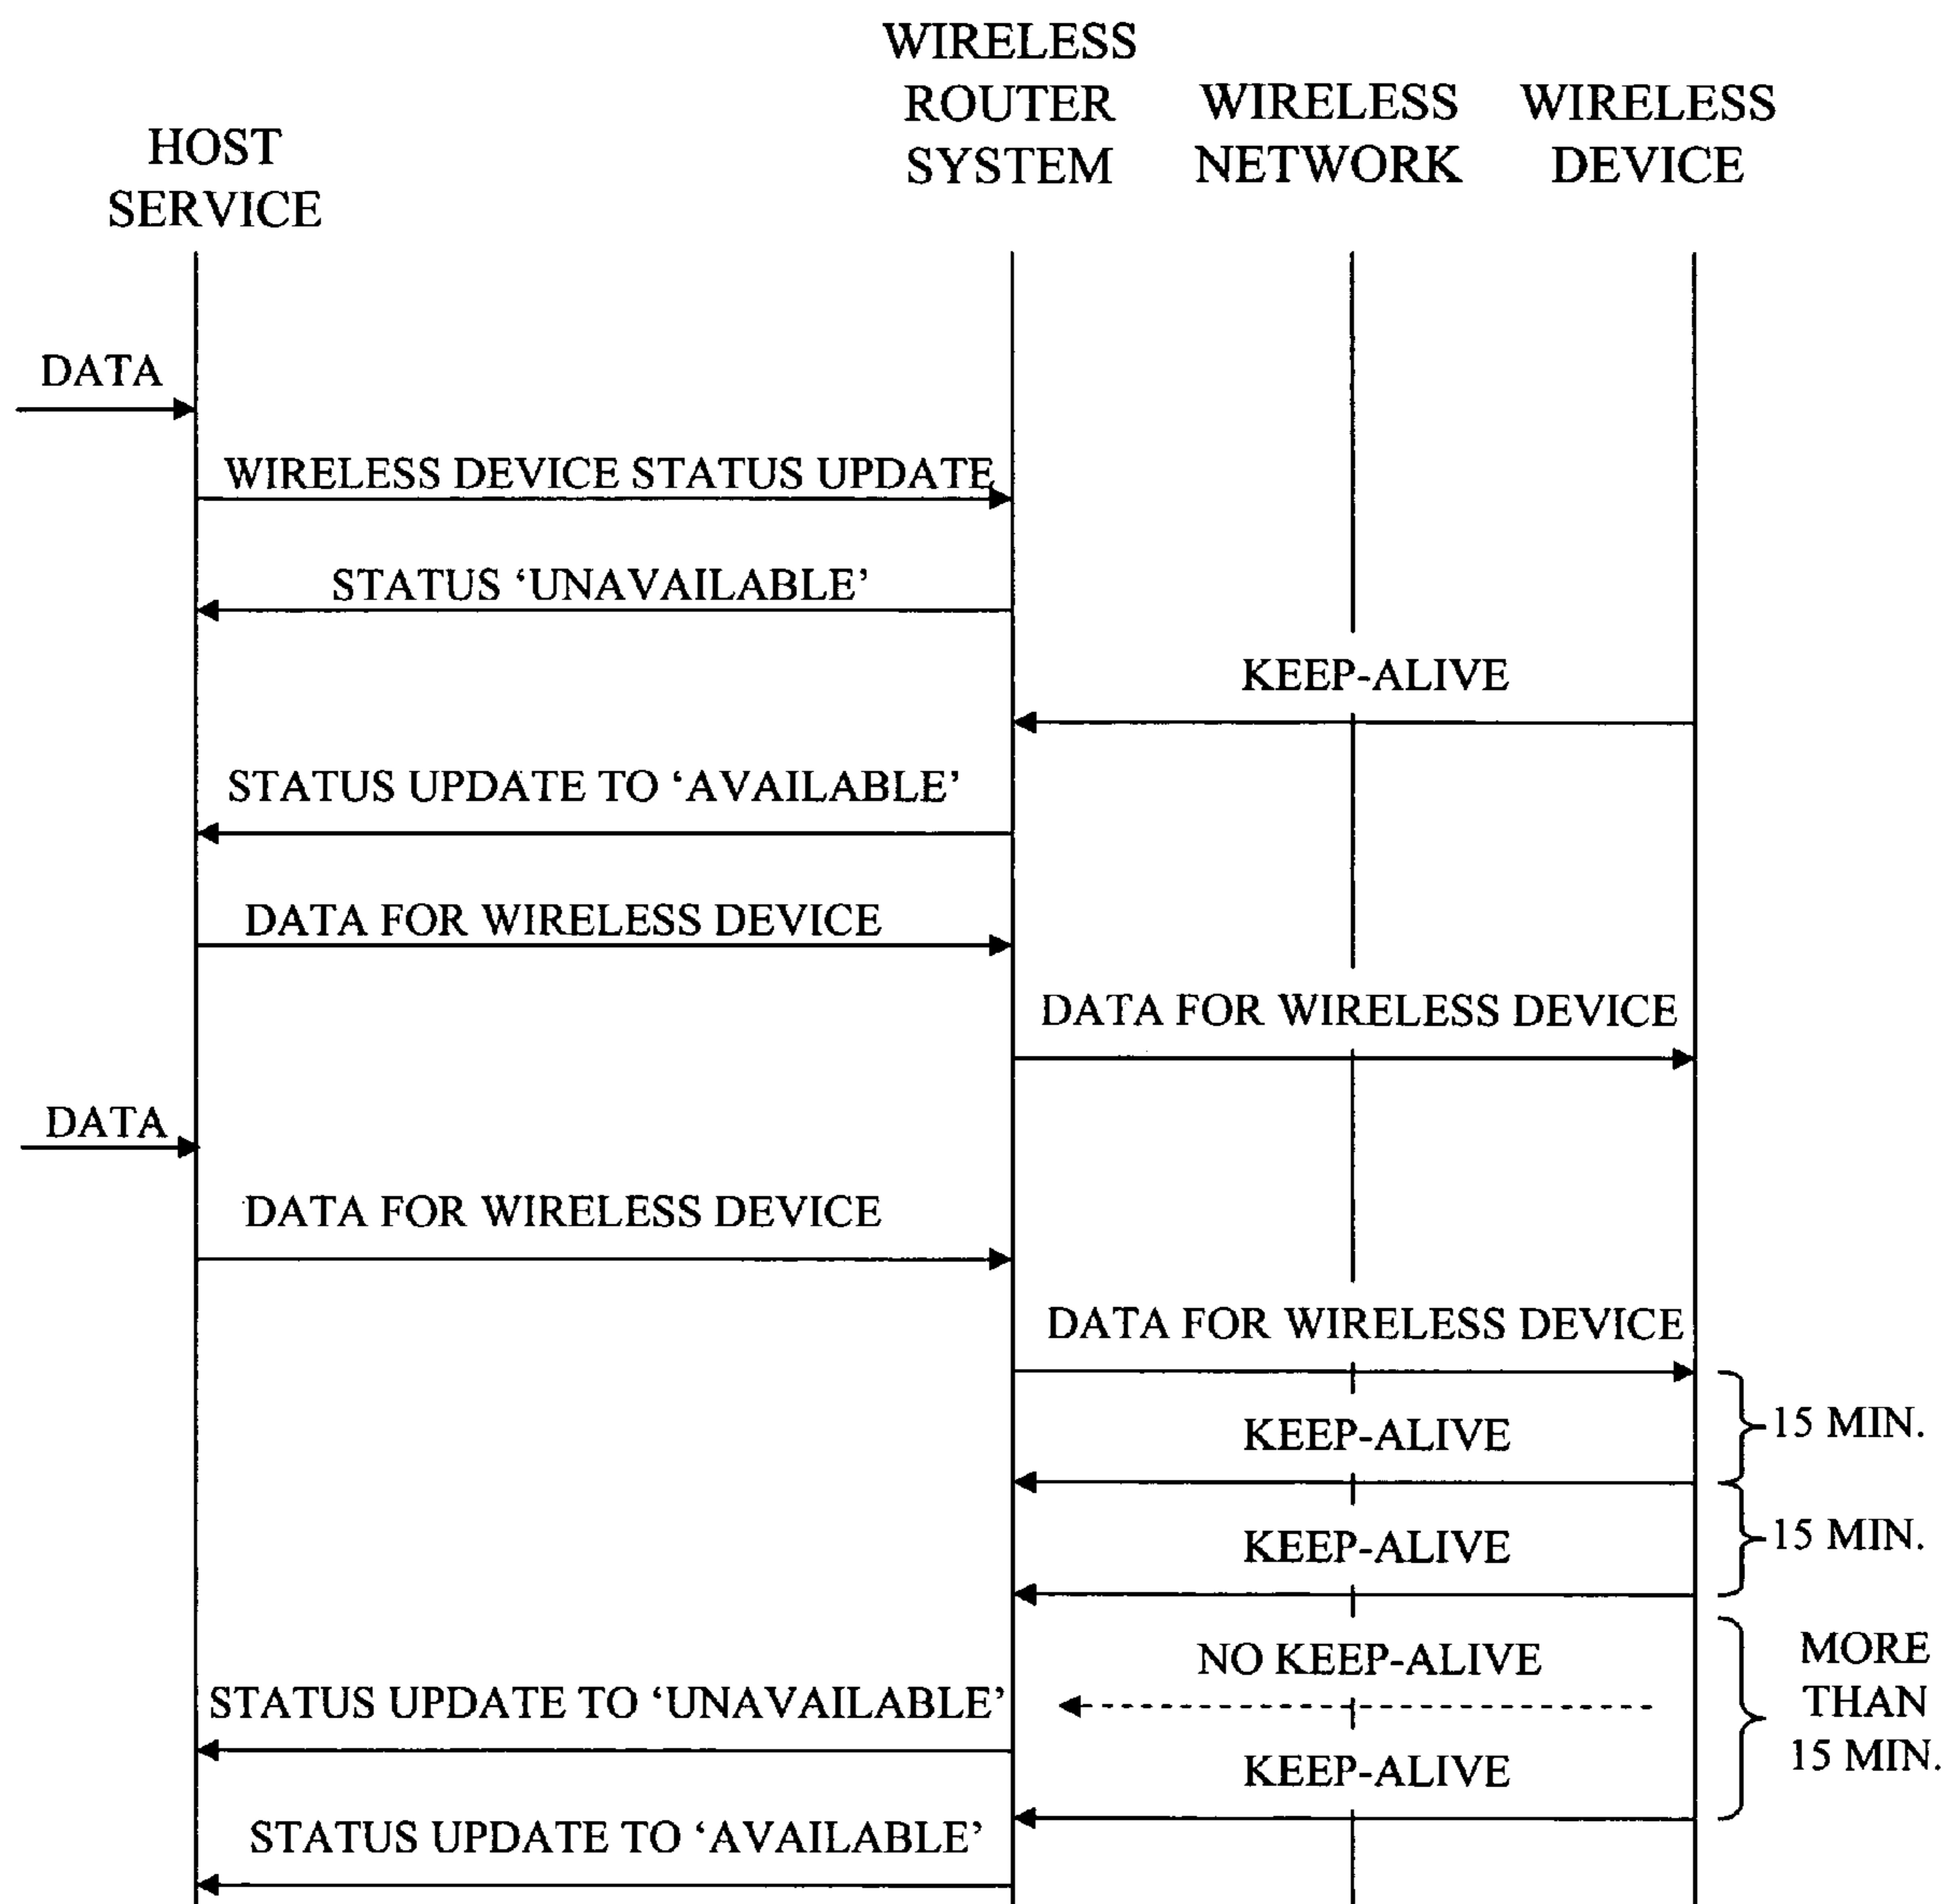 WIRELESS
ROUTER
SYSTEM
WIRELESS
NETWORK
WIRELESS
DEVICE
HOST
SERVICE
DATA
WIRELESS DEVICE STATUS UPDATE
STATUS ‘UNAVAILABLE’
KEEP-ALIVE
STATUS UPDATE TO ‘AVAILABLE’
DATA FOR WIRELESS DEVICE
DATA FOR WIRELESS DEVICE
DATA
DATA FOR WIRELESS DEVICE
DATA FOR WIRELESS DEVICE
15 MIN.
KEEP-ALIVE
15 MIN.
KEEP-ALIVE
MORE
THAN
15 MIN.
NO KEEP-ALIVE
STATUS UPDATE TO ‘UNAVAILABLE’
KEEP-ALIVE
STATUS UPDATE TO ‘AVAILABLE’